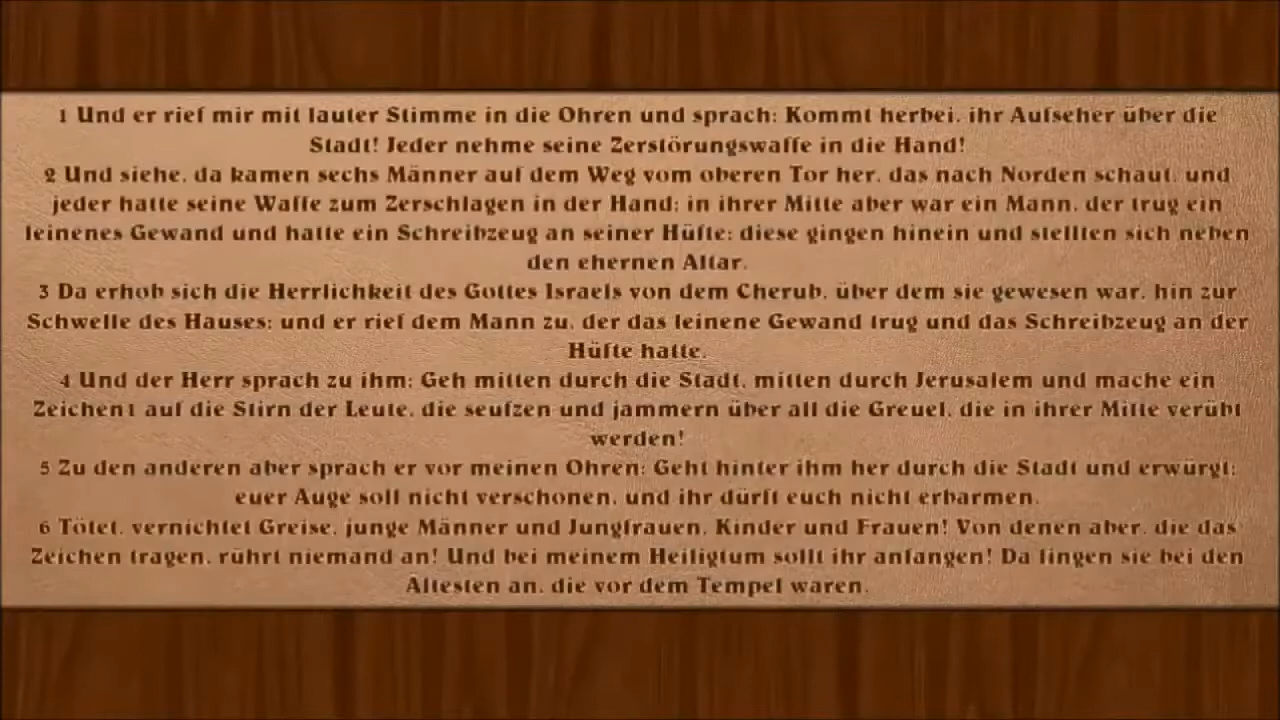 1 Und er rief mir mit lauter Stimme in die Ohren und sprach: Kommt herbei, ihr Aufseher über die
Stadt! Jeder nehme seine Zerstörungswaffe in die Hand!
2 Und siehe, da kamen sechs Männer auf dem Weg vom oberen Tor her, das nach Norden schaut, und
jeder hatte seine Waffe zum Zerschlagen in der Hand; in ihrer Mitte aber war ein Mann, der trug ein
leinenes Gewand und hatte ein Schreibzeug an seiner Hüfte; diese gingen hinein und stellten sich neben
den ehernen Altar.
3 Da erhob sich die Herrlichkeit des Gottes Israels von dem Cherub, über dem sie gewesen war, hin zur
Schwelle des Hauses; und er rief dem Mann zu, der das leinene Gewand trug und das Schreibzeug an der
Hüfte hatte.
4 Und der Herr sprach zu ihm: Geh mitten durch die Stadt, mitten durch Jerusalem und mache ein
Zeichen1 auf die Stirn der Leute, die seufzen und jammern über all die Greuel, die in ihrer Mitte verübt
werden!
5 Zu den anderen aber sprach er vor meinen Ohren: Geht hinter ihm her durch die Stadt und erwürgt;
euer Auge soll nicht verschonen, und ihr dürft euch nicht erbarmen.
6 Tötet, vernichtet Greise, junge Männer und Jungfrauen, Kinder und Frauen! Von denen aber, die das
Zeichen tragen, rührt niemand an! Und bei meinem Heiligtum sollt ihr anfangen! Da fingen sie bei den
Ältesten an, die vor dem Tempel waren.